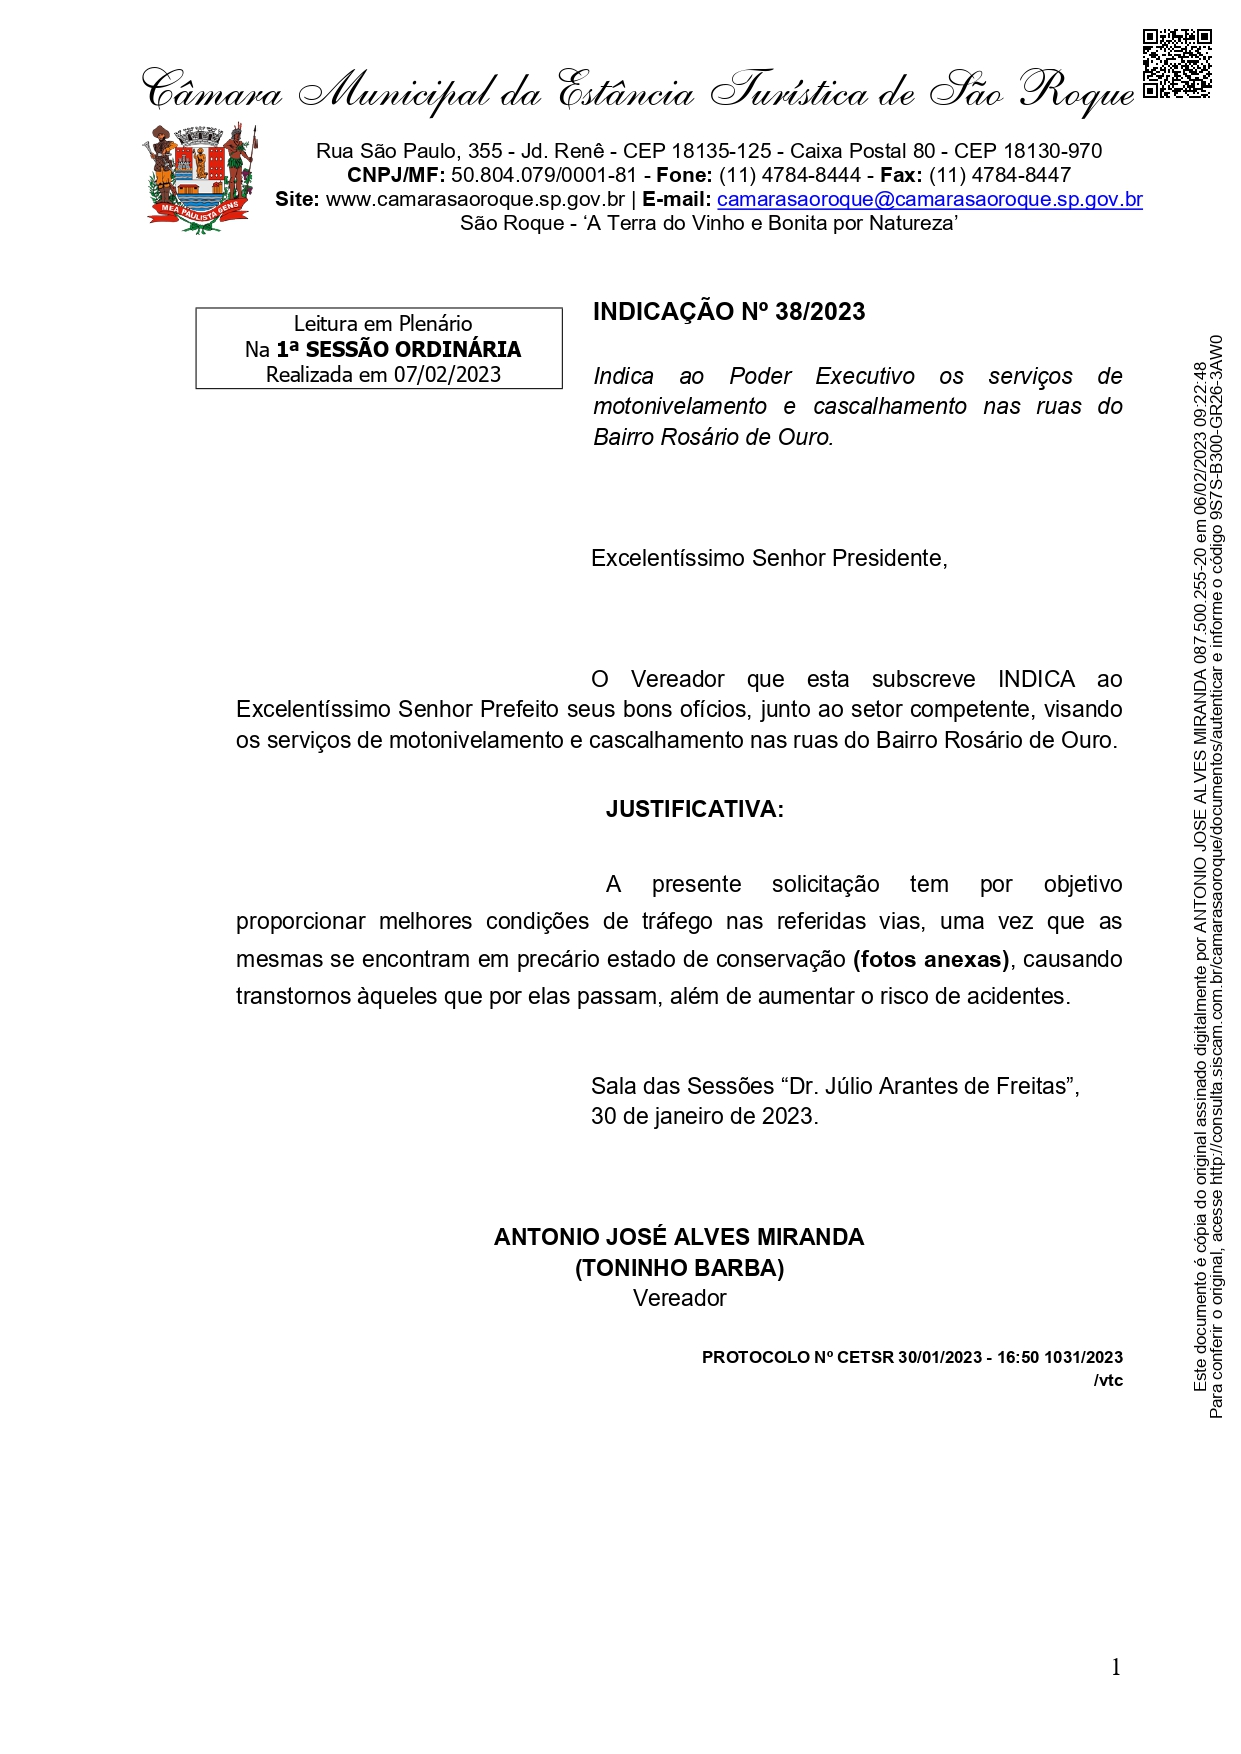 Câmara Municipal da Estância Turística de São Roque
MEA PAULISTA GENS
Rua São Paulo, 355 - Jd. Renê - CEP 18135-125 - Caixa Postal 80 - CEP 18130-970
CNPJ/MF: 50.804.079/0001-81 - Fone: (11) 4784-8444 - Fax: (11) 4784-8447
Site: www.camarasaoroque.sp.gov.br | E-mail: camarasaoroque@camarasaoroque.sp.gov.br
São Roque - ‘A Terra do Vinho e Bonita por Natureza’
Leitura em Plenário
Na 1ª SESSÃO ORDINÁRIA
Realizada em 07/02/2023
INDICAÇÃO Nº 38/2023
Indica ao Poder Executivo os serviços de
motonivelamento e cascalhamento nas ruas do
Bairro Rosário de Ouro.
Excelentíssimo Senhor Presidente,
O Vereador que esta subscreve INDICA ao
Excelentíssimo Senhor Prefeito seus bons ofícios, junto ao setor competente, visando
os serviços de motonivelamento e cascalhamento nas ruas do Bairro Rosário de Ouro.
JUSTIFICATIVA:
A presente solicitação tem por objetivo
proporcionar melhores condições de tráfego nas referidas vias, uma vez que as
mesmas se encontram em precário estado de conservação (fotos anexas), causando
transtornos àqueles que por elas passam, além de aumentar o risco de acidentes.
Sala das Sessões “Dr. Júlio Arantes de Freitas”,
30 de janeiro de 2023.
ANTONIO JOSÉ ALVES MIRANDA
(TONINHO BARBA)
Vereador
PROTOCOLO Nº CETSR 30/01/2023 - 16:50 1031/2023
/vtc
1
Este documento é cópia do original assinado digitalmente por ANTONIO JOSE ALVES MIRANDA 087.500.255-20 em 06/02/2023 09:22:48
Para conferir o original, acesse http://consulta.siscam.com.br/camarasaoroque/documentos/autenticar e informe o código 9S7S-B300-GR26-3AW0